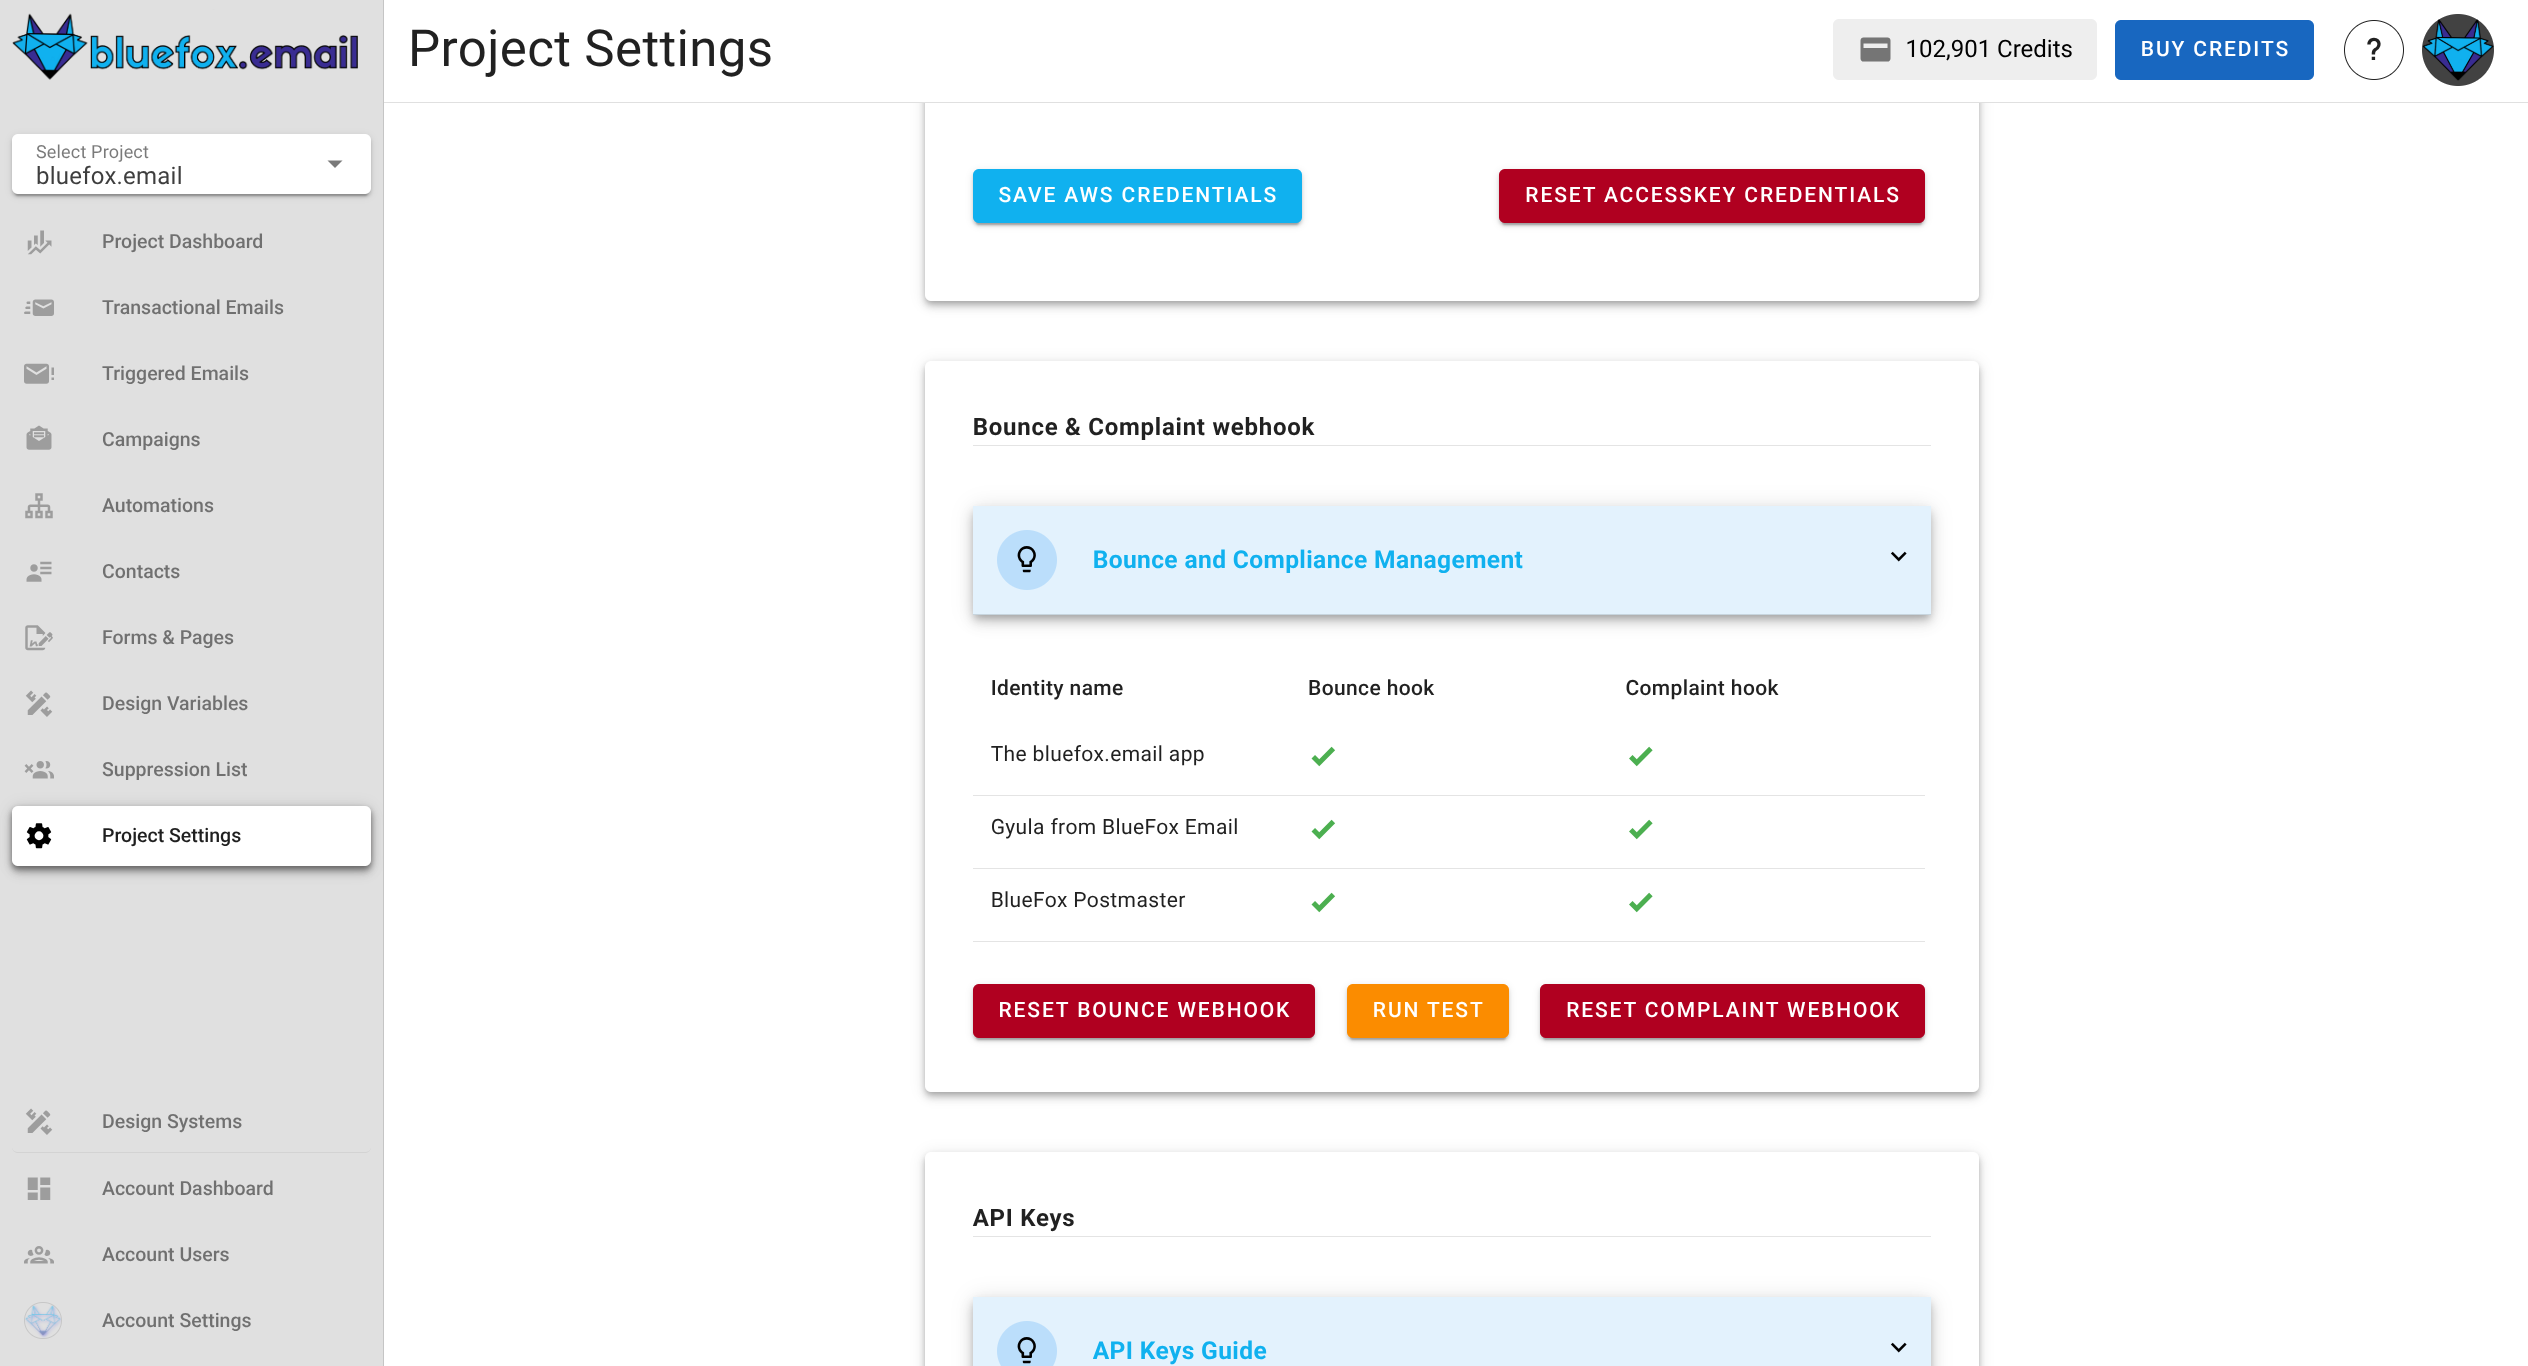 bluefox.email
Project Settings
102,901 Credits
BUY CREDITS
?
Select Project
bluefox.email
Project Dashboard
Transactional Emails
Triggered Emails
Campaigns
Automations
Contacts
Forms & Pages
Design Variables
Suppression List
Project Settings
Design Systems
Account Dashboard
Account Users
Account Settings
SAVE AWS CREDENTIALS
RESET ACCESSKEY CREDENTIALS
Bounce & Complaint webhook
Bounce and Compliance Management
Identity name Bounce hook Complaint hook
The bluefox.email app
Gyula from BlueFox Email
BlueFox Postmaster
RESET BOUNCE WEBHOOK
RUN TEST
RESET COMPLAINT WEBHOOK
API Keys
API Keys Guide